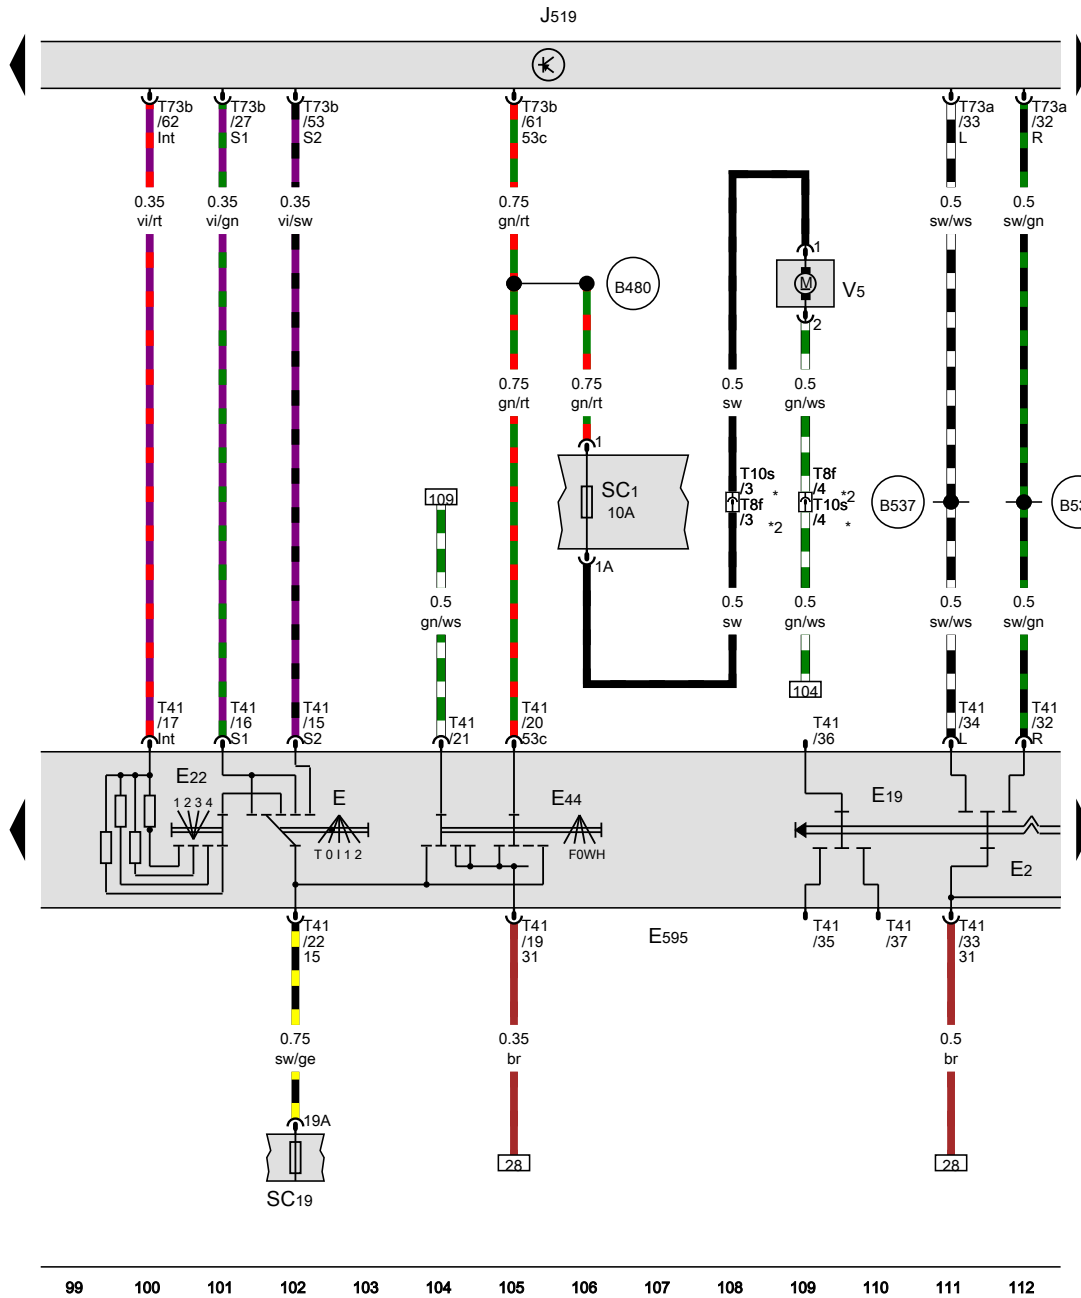 J519
T73b
/62
Int
T73b
/27
S1
T73b
/53
S2
T73b
/61
53c
T73a
/33
L
T73a
/32
R
0.35
vi/rt
0.35
vi/gn
0.35
vi/sw
0.75
gn/rt
0.5
sw/ws
0.5
sw/gn
1
M
V5
2
B480
0.75
gn/rt
0.75
gn/rt
0.5
sw
0.5
gn/ws
1
SC1
10A
1A
109
T10s
/3 *
T8f
/3 *2
T8f
/4 *2
T10s
/4 *
B537
B53
0.5
gn/ws
0.5
sw
0.5
gn/ws
0.5
sw/ws
0.5
sw/gn
104
T41
/17
Int
T41
/16
S1
T41
/15
S2
T41
/21
T41
/20
53c
T41
/36
T41
/34
L
T41
/32
R
E22
1 2 3 4
E
T 0 I 1 2
E44
F0WH
E19
E2
T41
/22
15
T41
/19
31
E595
T41
/35
T41
/37
T41
/33
31
0.75
sw/ge
0.35
br
0.5
br
19A
SC19
28
28
99 100 101 102 103 104 105 106 107 108 109 110 111 112